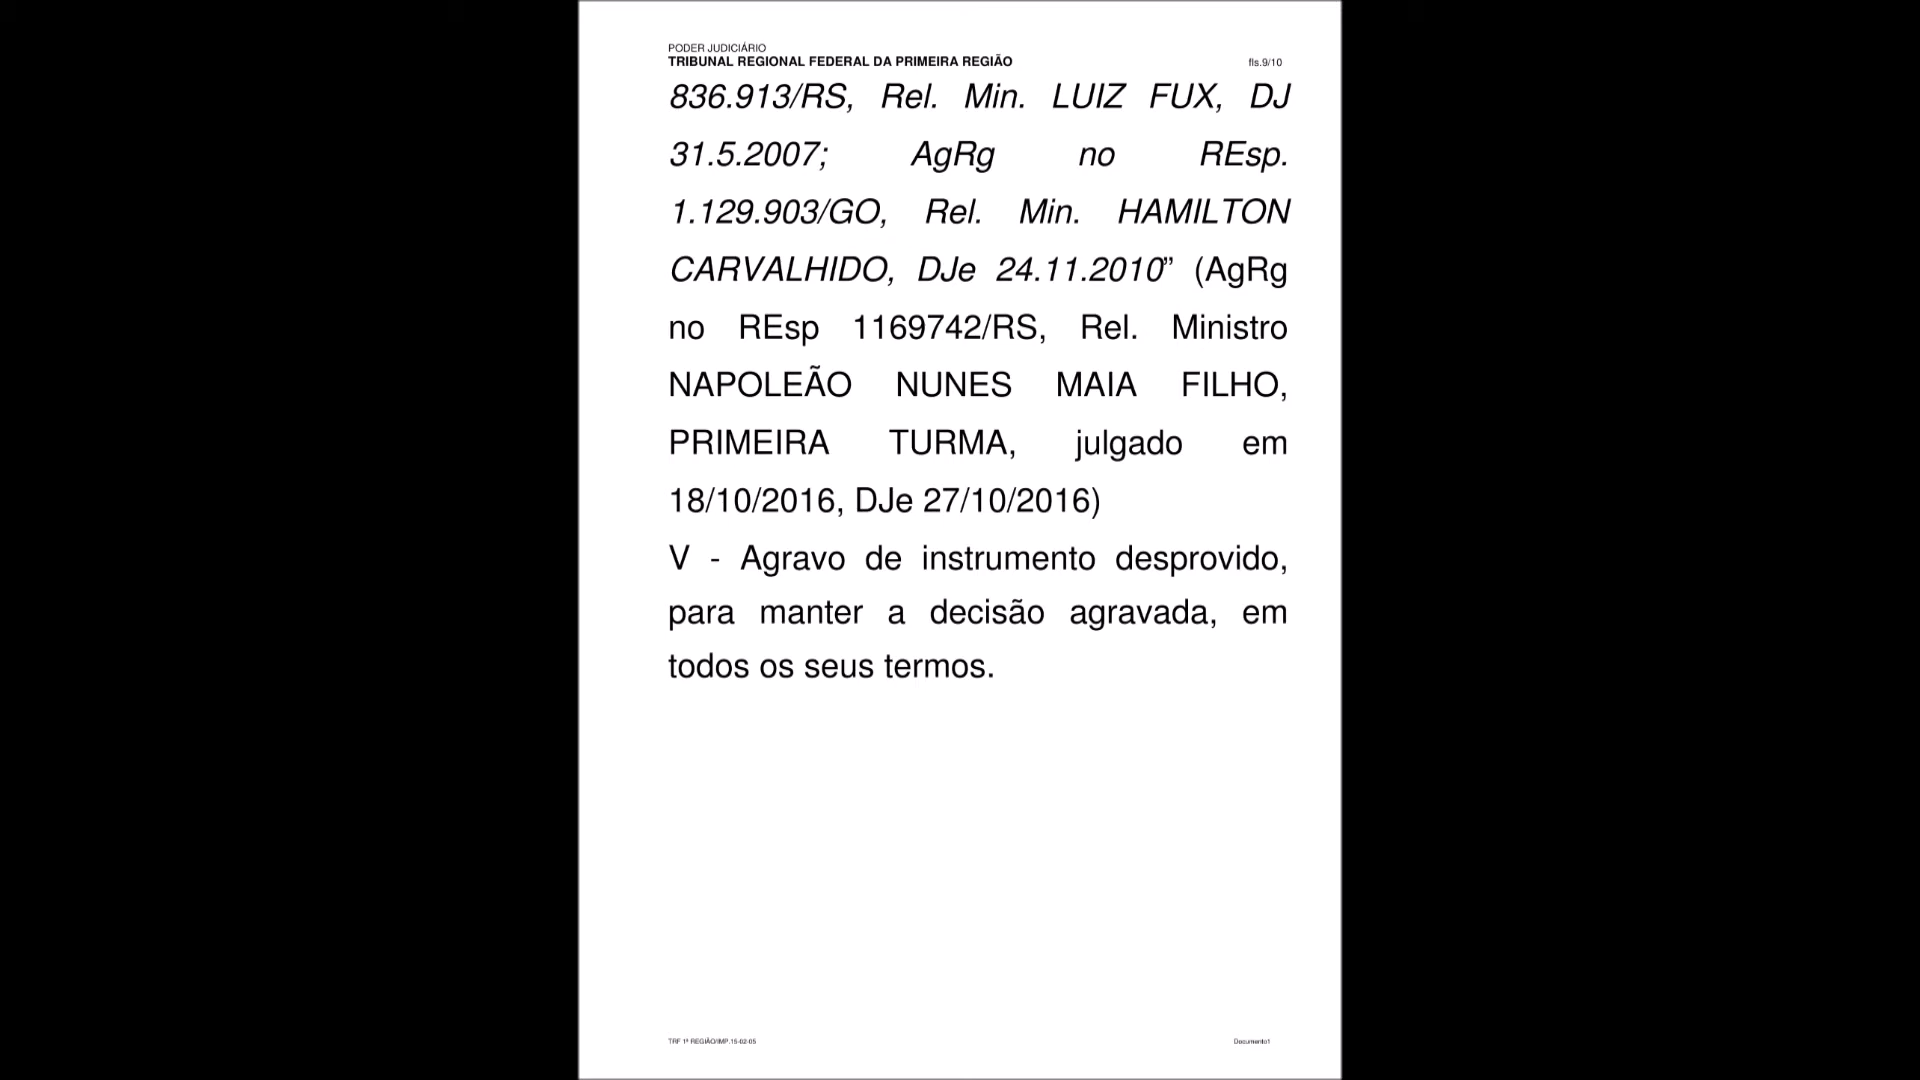 PODER JUDICIÁRIO
TRIBUNAL REGIONAL FEDERAL DA PRIMEIRA REGIÃO fls.9/10
836.913/RS, Rel. Min. LUIZ FUX, DJ
31.5.2007; AgRg no REsp.
1.129.903/GO, Rel. Min. HAMILTON
CARVALHIDO, DJe 24.11.2010” (AgRg
no REsp 1169742/RS, Rel. Ministro
NAPOLEÃO NUNES MAIA FILHO,
PRIMEIRA TURMA, julgado em
18/10/2016, DJe 27/10/2016)
V - Agravo de instrumento desprovido,
para manter a decisão agravada, em
todos os seus termos.
TRF 1ª REGIÃO/IMP.15-02-05 Documento1